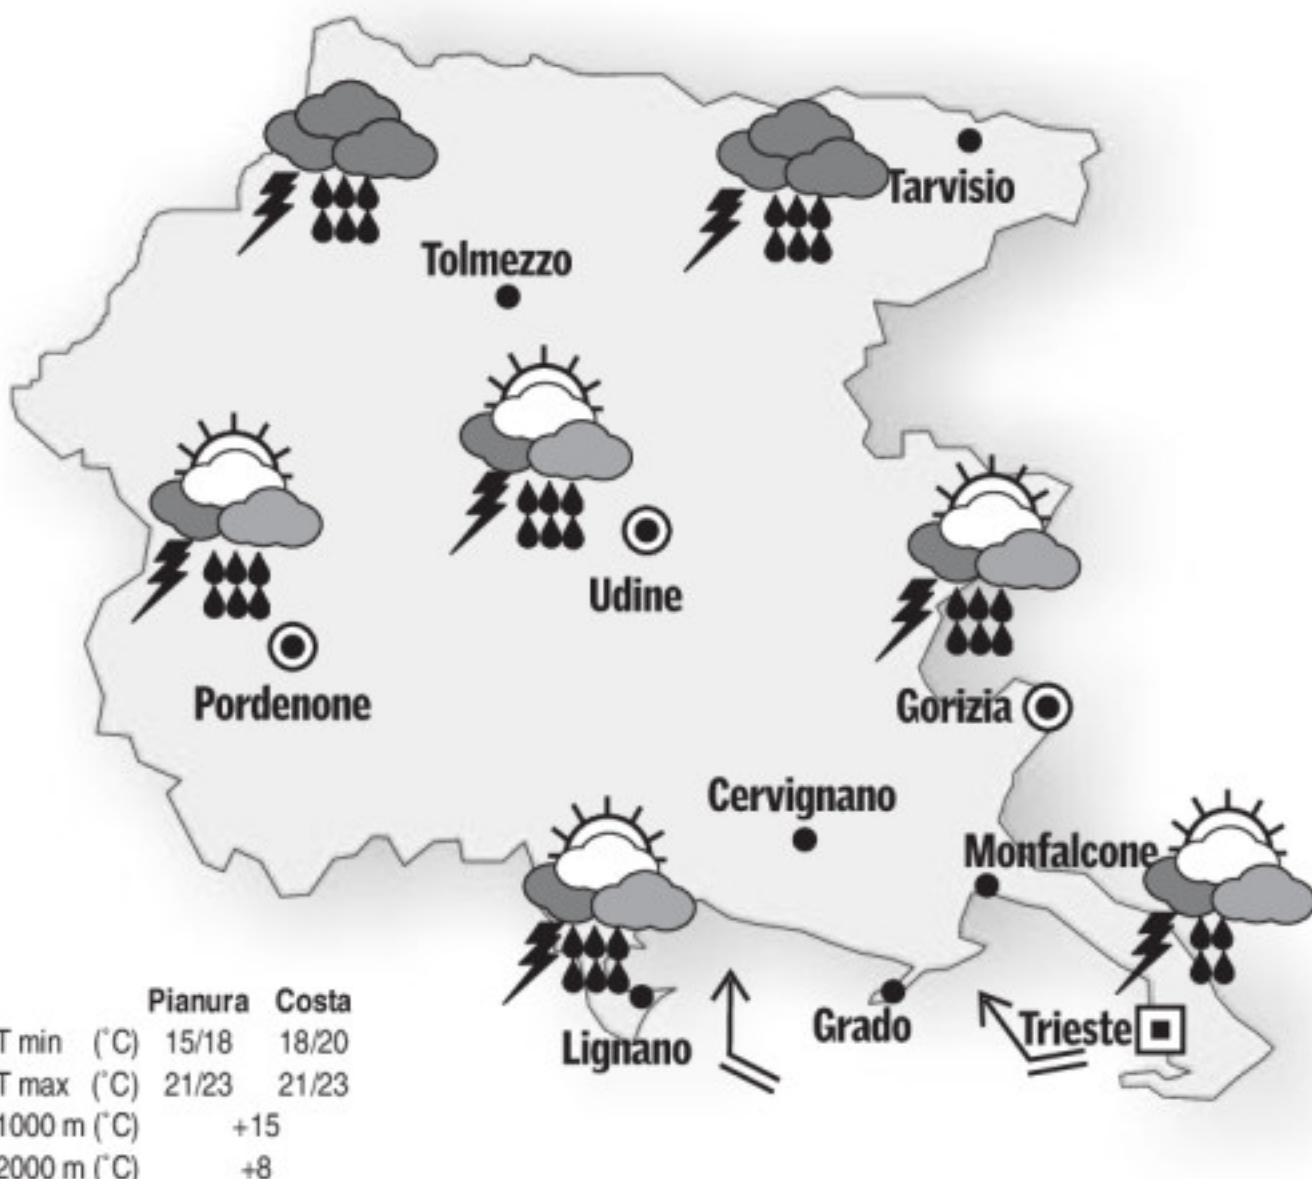 Tarvisio
Tolmezzo
Udine
Pordenone
Gorizia
Cervignano
Monfalcone
Grado
Trieste
Lignano
Pianura Costa
T min (°C) 15/18 18/20
T max (°C) 21/23 21/23
1000 m (°C) +15
2000 m (°C) +8